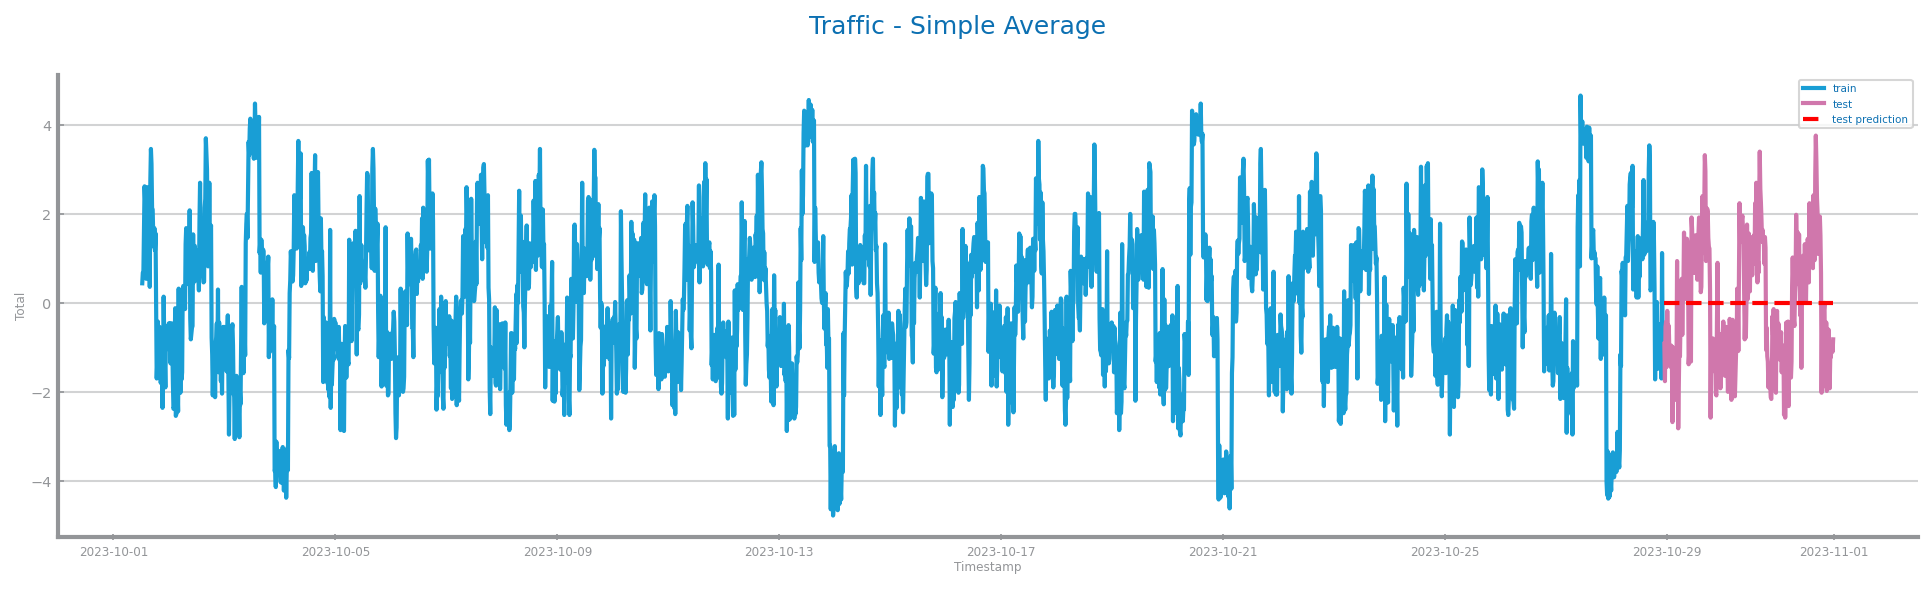 Traffic - Simple Average
train
test
test prediction
4
2
0
−2
−4
Total
2023-10-01
2023-10-05
2023-10-09
2023-10-13
2023-10-17
2023-10-21
2023-10-25
2023-10-29
2023-11-01
Timestamp